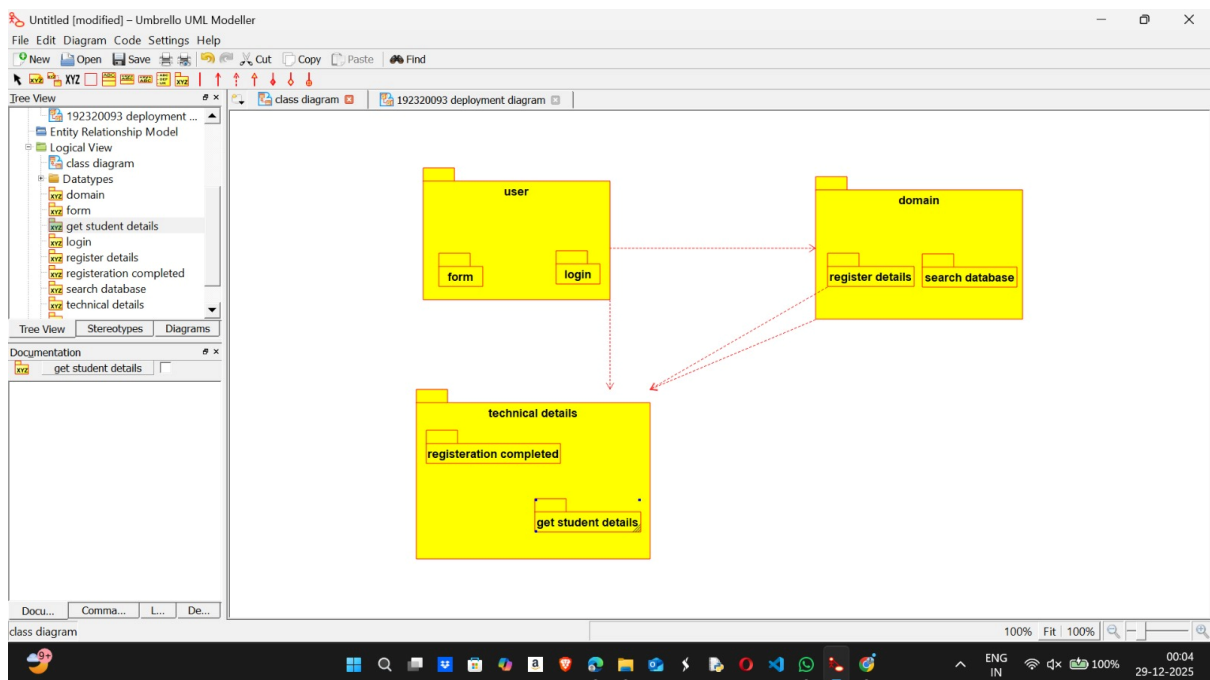 Untitled [modified] – Umbrello UML Modeller
File Edit Diagram Code Settings Help
New Open Save Cut Copy Paste Find
XYZ
Tree View
class diagram
192320093 deployment diagram
192320093 deployment ...
Entity Relationship Model
Logical View
class diagram
Datatypes
domain
form
get student details
login
register details
registeration completed
search database
technical details
Tree View Stereotypes Diagrams
Documentation
get student details
Docu... Comma... L... De...
user
form
login
domain
register details
search database
technical details
registeration completed
get student details
class diagram
100% Fit 100%
9+
ENG
IN
100%
00:04
29-12-2025